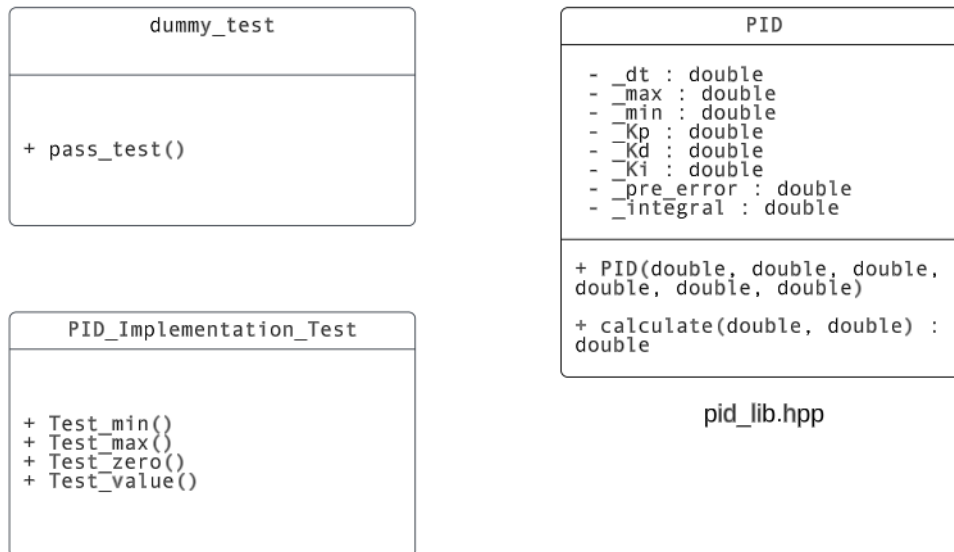 dummy_test
+ pass_test()
PID_Implementation_Test
+ Test_min()
+ Test_max()
+ Test_zero()
+ Test_value()
PID
- _dt : double
- _max : double
- _min : double
- _Kp : double
- _Kd : double
- _Ki : double
- _pre_error : double
- _integral : double
+ PID(double, double, double,
double, double, double)
+ calculate(double, double) :
double
pid_lib.hpp